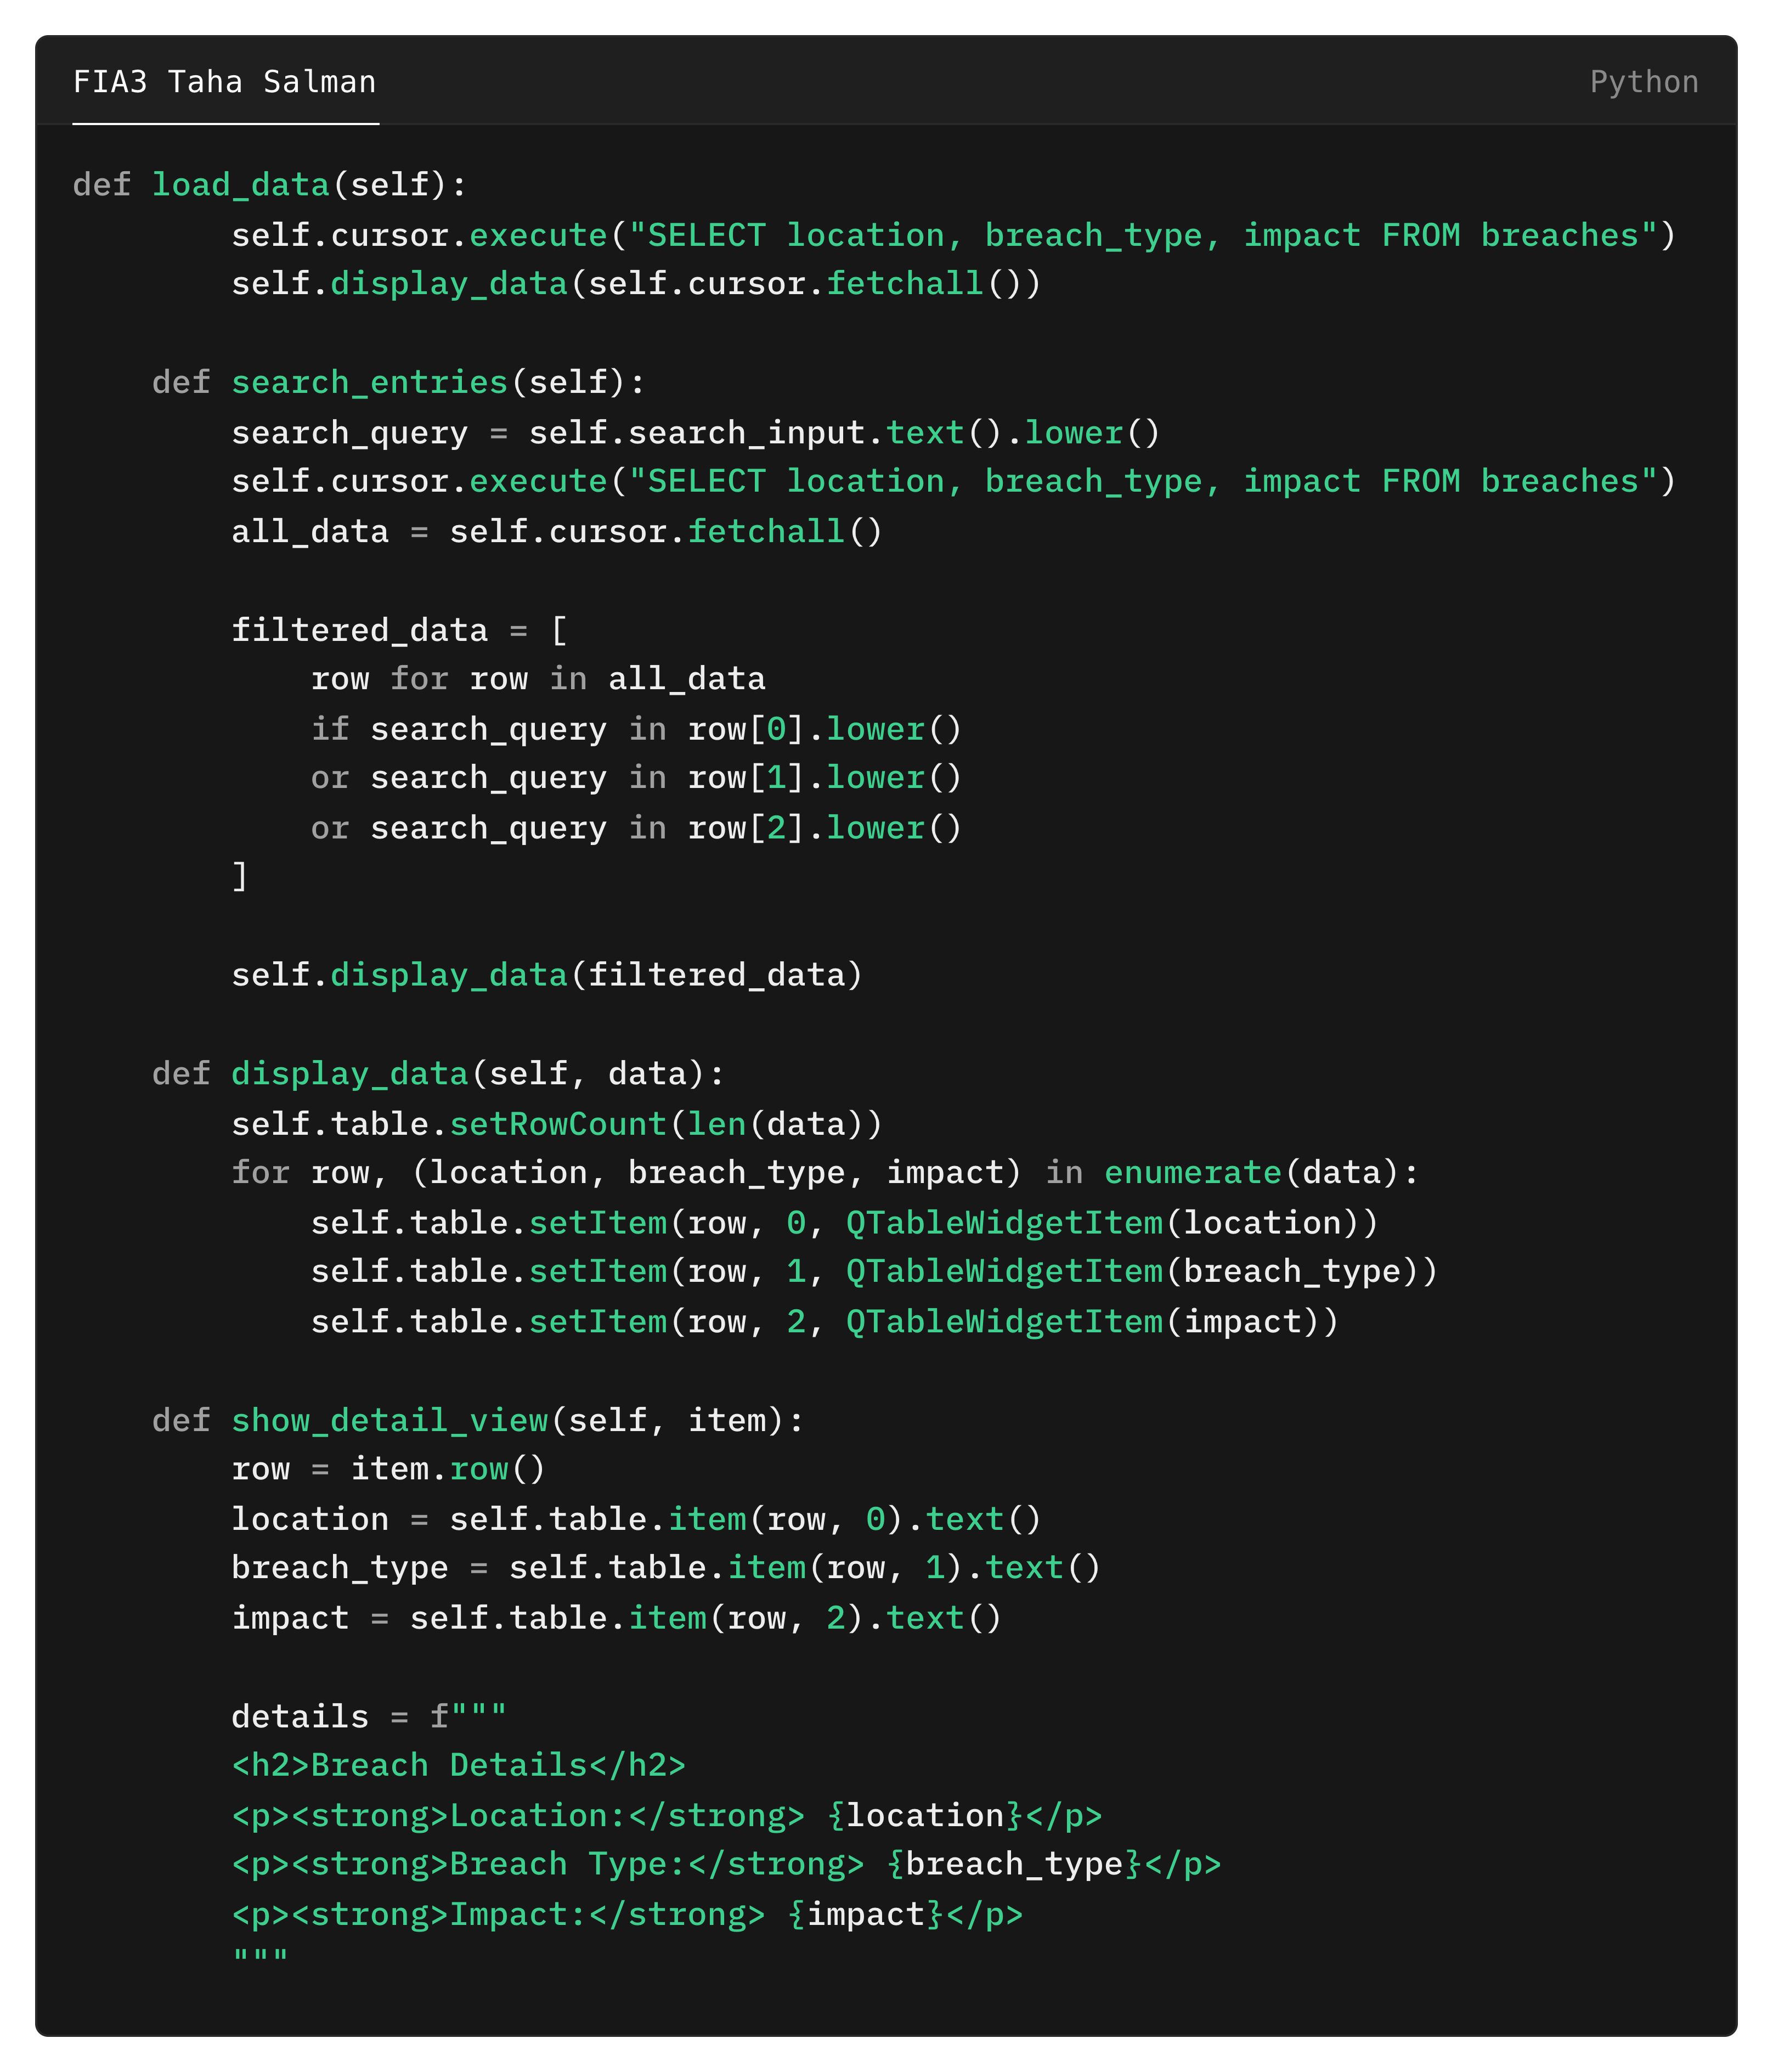 FIA3 Taha Salman
Python
def load_data(self):
        self.cursor.execute("SELECT location, breach_type, impact FROM breaches")
        self.display_data(self.cursor.fetchall())

    def search_entries(self):
        search_query = self.search_input.text().lower()
        self.cursor.execute("SELECT location, breach_type, impact FROM breaches")
        all_data = self.cursor.fetchall()

        filtered_data = [
            row for row in all_data
            if search_query in row[0].lower()
            or search_query in row[1].lower()
            or search_query in row[2].lower()
        ]

        self.display_data(filtered_data)

    def display_data(self, data):
        self.table.setRowCount(len(data))
        for row, (location, breach_type, impact) in enumerate(data):
            self.table.setItem(row, 0, QTableWidgetItem(location))
            self.table.setItem(row, 1, QTableWidgetItem(breach_type))
            self.table.setItem(row, 2, QTableWidgetItem(impact))

    def show_detail_view(self, item):
        row = item.row()
        location = self.table.item(row, 0).text()
        breach_type = self.table.item(row, 1).text()
        impact = self.table.item(row, 2).text()

        details = f"""
        <h2>Breach Details</h2>
        <p><strong>Location:</strong> {location}</p>
        <p><strong>Breach Type:</strong> {breach_type}</p>
        <p><strong>Impact:</strong> {impact}</p>
        """